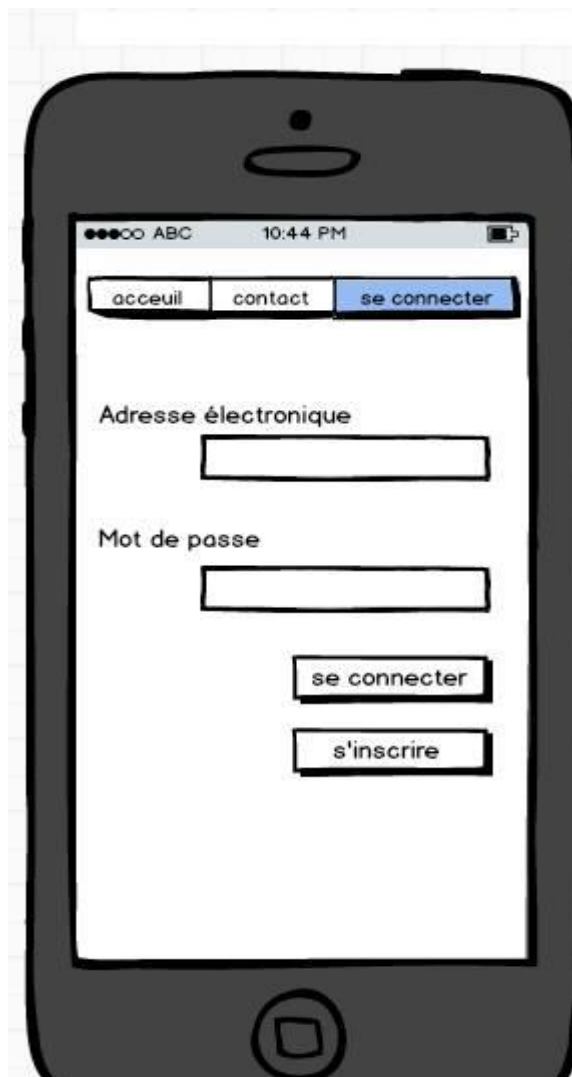 ABC 10:44 PM
acceuil contact se connecter
Adresse électronique
Mot de passe
se connecter
s'inscrire